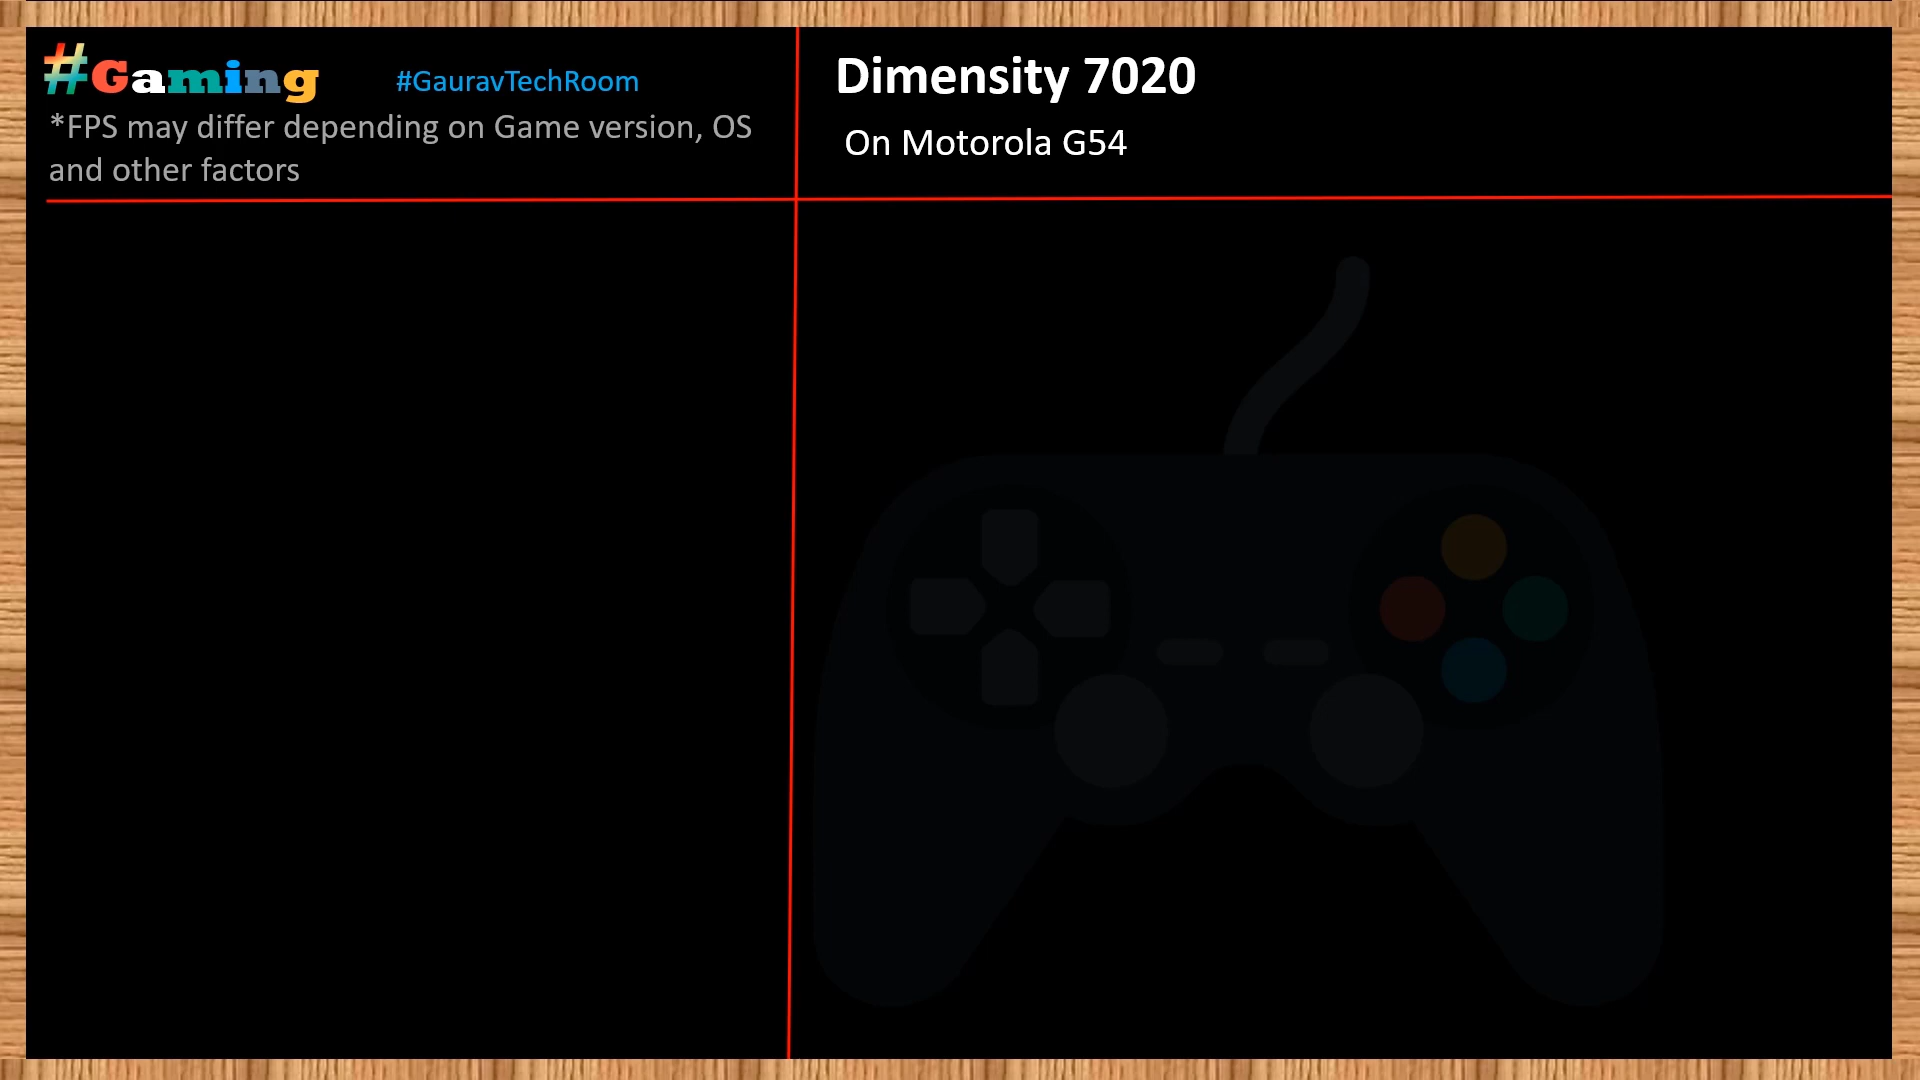 #Gaming
#GauravTechRoom
*FPS may differ depending on Game version, OS
and other factors
Dimensity 7020
On Motorola G54